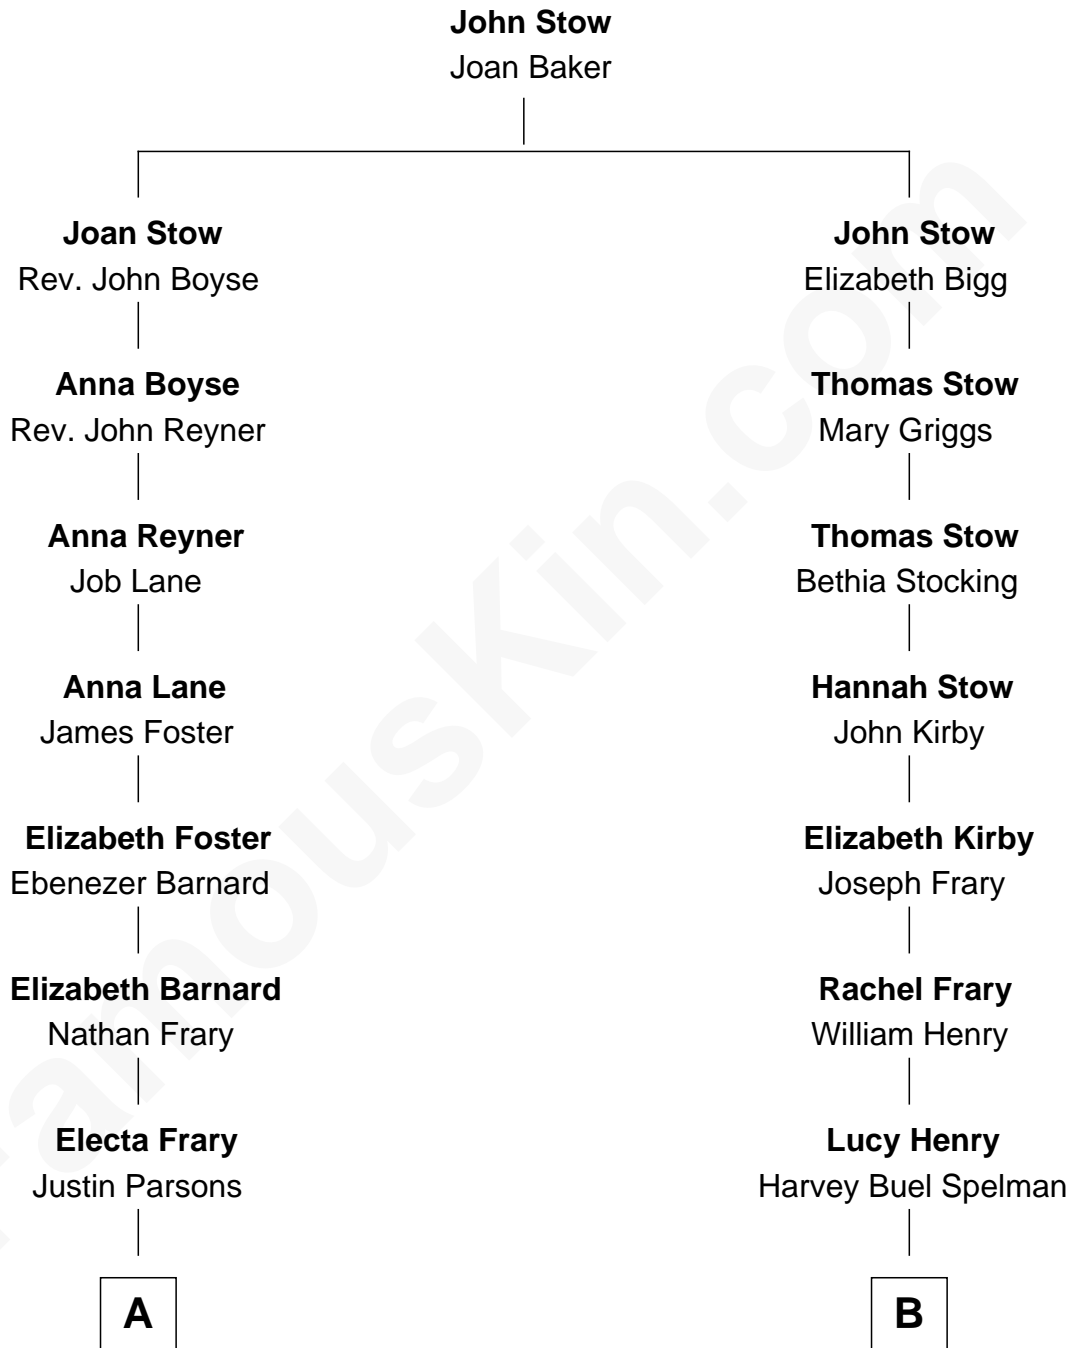 John Stow
Joan Baker
Joan Stow
Rev. John Boyse
John Stow
Elizabeth Bigg
Anna Boyse
Rev. John Reyner
Thomas Stow
Mary Griggs
Anna Reyner
Job Lane
Thomas Stow
Bethia Stocking
Anna Lane
James Foster
Hannah Stow
John Kirby
Elizabeth Foster
Ebenezer Barnard
Elizabeth Kirby
Joseph Frary
Elizabeth Barnard
Nathan Frary
Rachel Frary
William Henry
Electa Frary
Justin Parsons
Lucy Henry
Harvey Buel Spelman
A
B
FamousKin.com